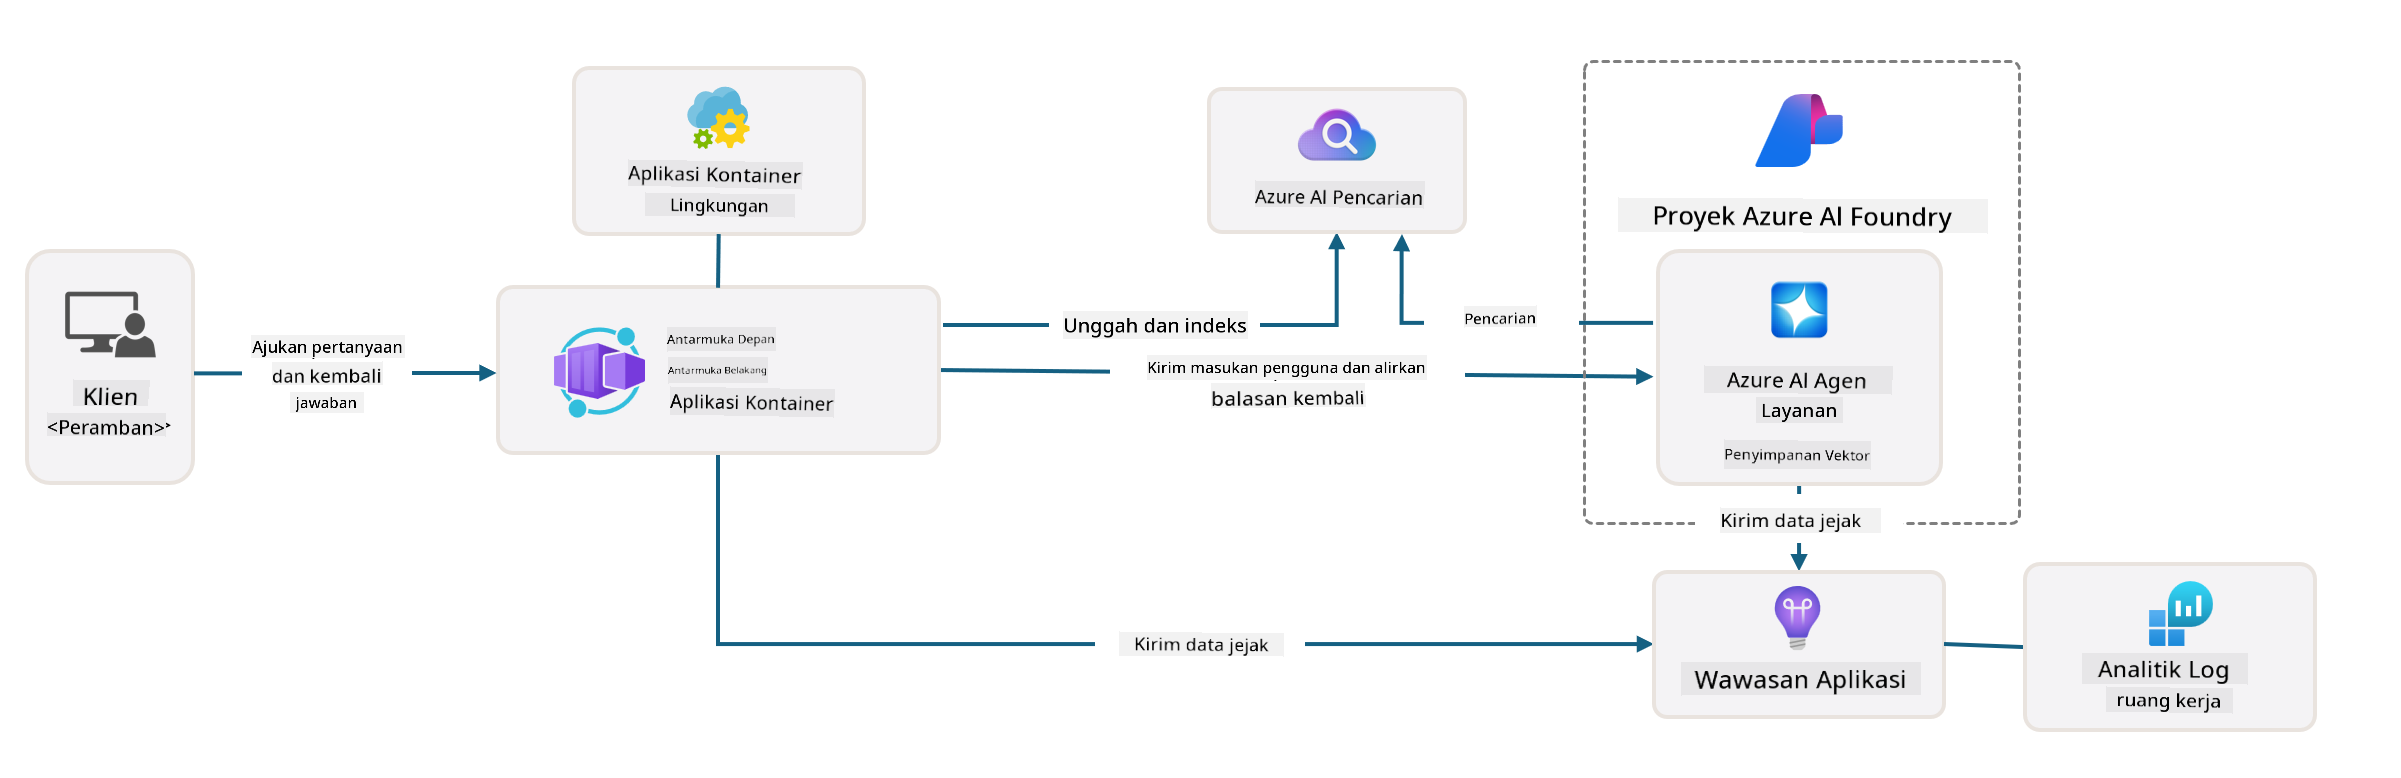 Aplikasi Kontainer
Lingkungan
Azure AI Pencarian
Proyek Azure AI Foundry
Klien
<Peramban>
Ajukan pertanyaan
dan kembali
jawaban
Antarmuka Depan
Antarmuka Belakang
Aplikasi Kontainer
Unggah dan indeks
Pencarian
Kirim masukan pengguna dan alirkan
balasan kembali
Azure AI Agen
Layanan
Penyimpanan Vektor
Kirim data jejak
Kirim data jejak
Wawasan Aplikasi
Analitik Log
ruang kerja